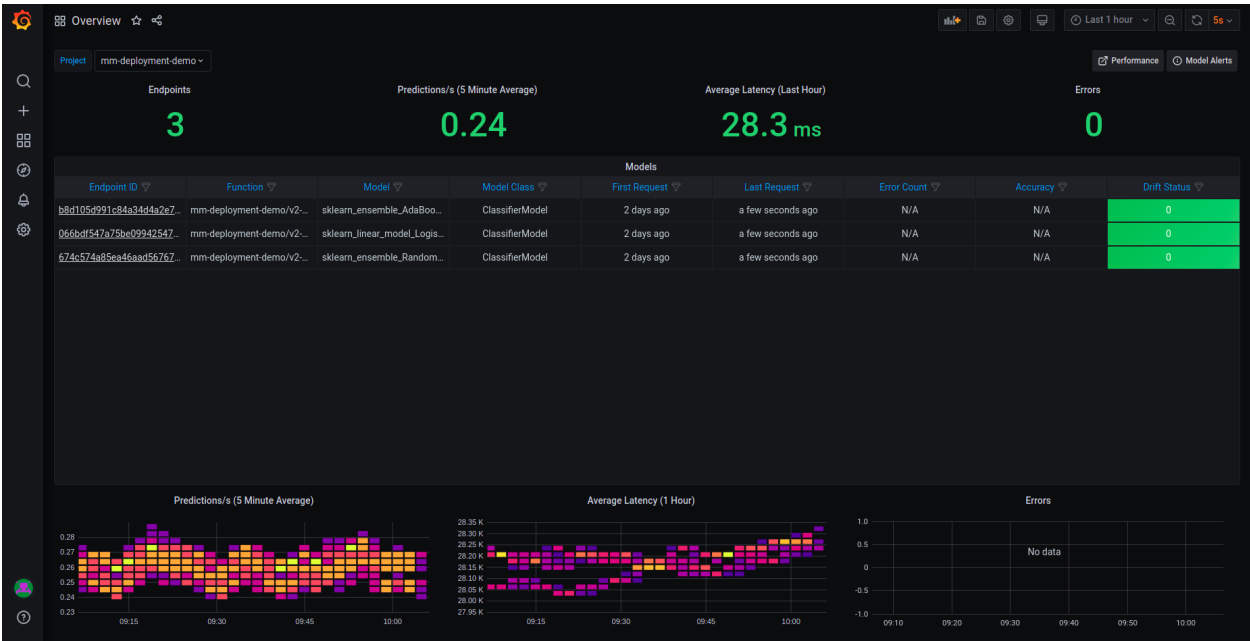 Overview
Last 1 hour
5s
Project
mm-deployment-demo
Performance
Model Alerts
Endpoints
Predictions/s (5 Minute Average)
Average Latency (Last Hour)
Errors
3
0.24
28.3 ms
0
Models
Endpoint ID Function Model Model Class First Request Last Request Error Count Accuracy Drift Status
b8d105d991c84a34d4a2e7... mm-deployment-demo/v2-... sklearn_ensemble_AdaBoo... ClassifierModel 2 days ago a few seconds ago N/A N/A 0
066bdf547a75be09942547... mm-deployment-demo/v2-... sklearn_linear_model_Logis... ClassifierModel 2 days ago a few seconds ago N/A N/A 0
674c574a85ea46aad56767... mm-deployment-demo/v2-... sklearn_ensemble_Random... ClassifierModel 2 days ago a few seconds ago N/A N/A 0
Predictions/s (5 Minute Average)
0.28
0.27
0.26
0.25
0.24
0.23
09:15 09:30 09:45 10:00
Average Latency (1 Hour)
28.35 K
28.30 K
28.25 K
28.20 K
28.15 K
28.10 K
28.05 K
28.00 K
27.95 K
09:15 09:30 09:45 10:00
Errors
1.0
0.5
0
-0.5
-1.0
No data
09:10 09:20 09:30 09:40 09:50 10:00